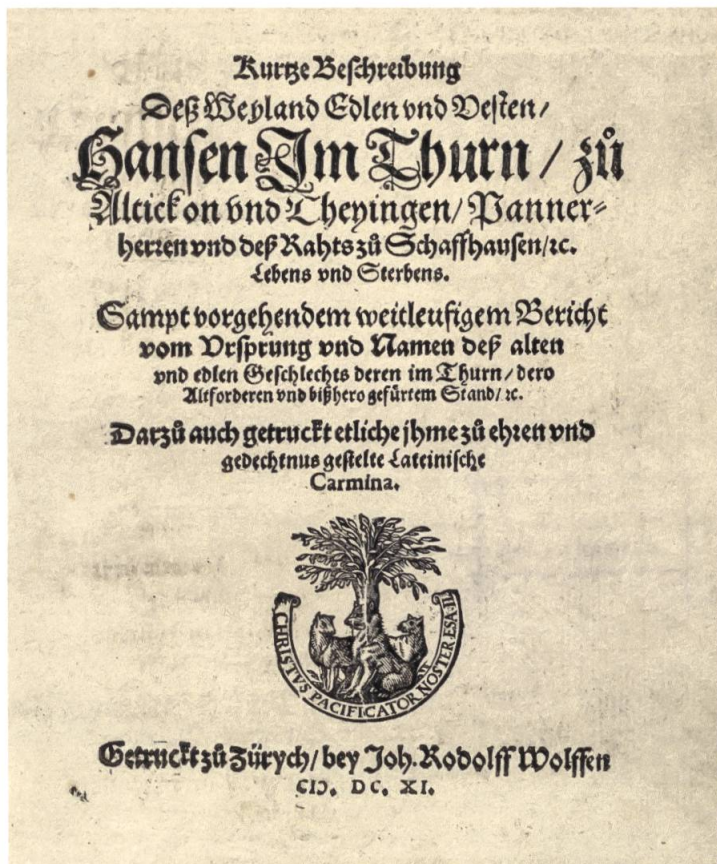 Kurtze Beschreibung
Deß Weyland Edlen vnd Vesten/
Hansen Im Thurn / zů
Altickon vnd Theyingen/ Panner-
herren vnd deß Rahts zů Schaffhausen/ꝛc.
Lebens vnd Sterbens.
Sampt vorgehendem weitleufigem Bericht
vom Vrsprung vnd Namen deß alten
vnd edlen Geschlechts deren im Thurn/ dero
Altforderen vnd bißhero gefürtem Stand/ ꝛc.
Darzů auch getruckt etliche jhme zů ehren vnd
gedechtnus gestelte Lateinische
Carmina.
CHRISTVS PACIFICATOR NOSTER ESA.II
Getruckt zů Zürych/ bey Joh. Rodolff Wolffen
CIↃ. DC. XI.